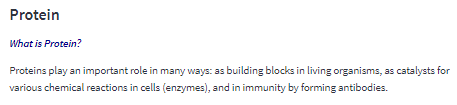 Protein
What is Protein?
Proteins play an important role in many ways: as building blocks in living organisms, as catalysts for
various chemical reactions in cells (enzymes), and in immunity by forming antibodies.